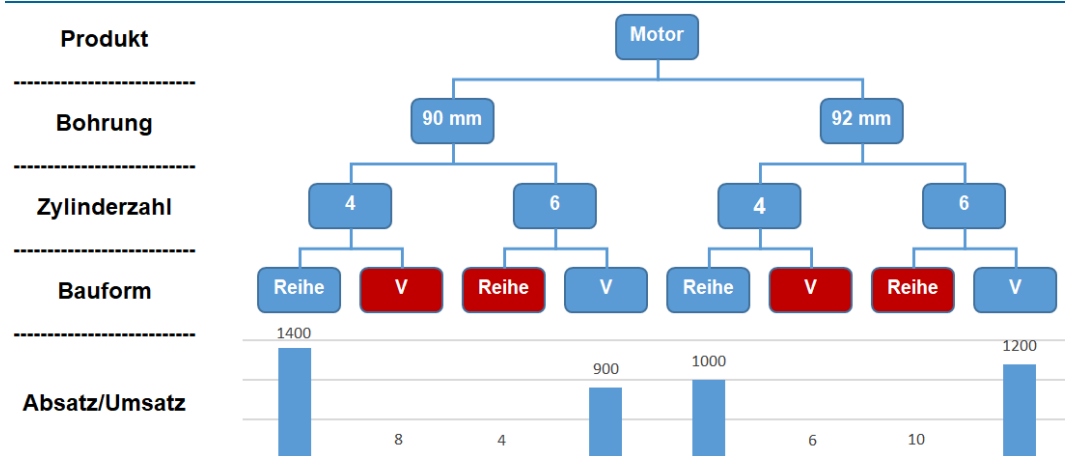 Produkt
Motor
---------------------------
Bohrung
90 mm
92 mm
---------------------------
Zylinderzahl
4
6
4
6
---------------------------
Bauform
Reihe
V
Reihe
V
Reihe
V
Reihe
V
---------------------------
Absatz/Umsatz
1400
8
4
900
1000
6
10
1200